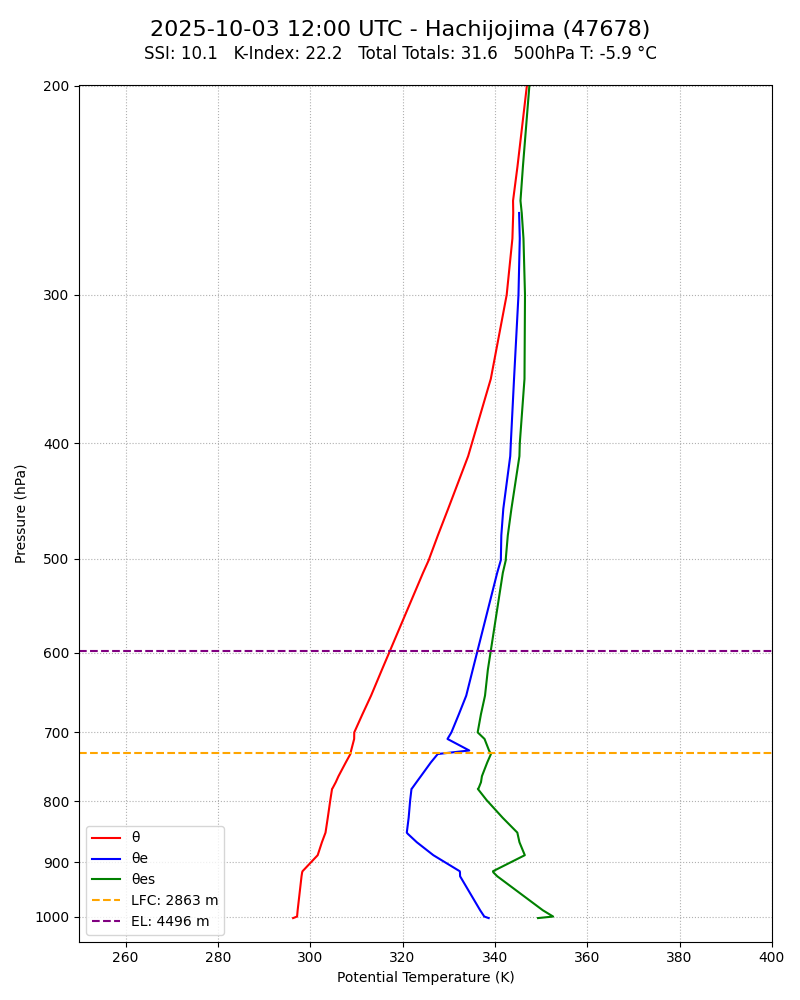 2025-10-03 12:00 UTC - Hachijojima (47678)
SSI: 10.1   K-Index: 22.2   Total Totals: 31.6   500hPa T: -5.9 °C
Pressure (hPa)
200
300
400
500
600
700
800
900
1000
θ
θe
θes
LFC: 2863 m
EL: 4496 m
260 280 300 320 340 360 380 400
Potential Temperature (K)